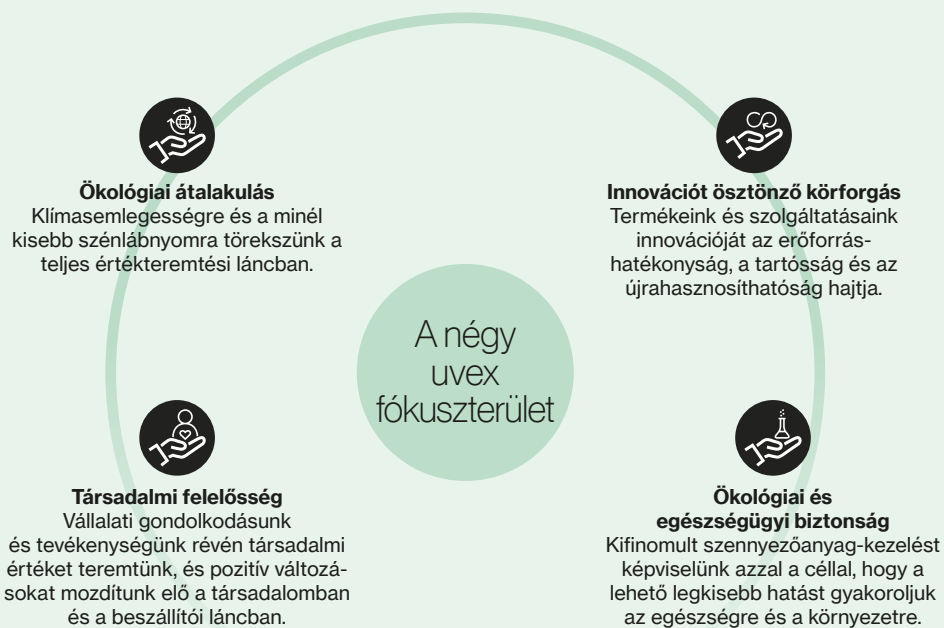 Ökológiai átalakulás
Klímasemlegességre és a minél
kisebb szénlábnyomra törekszünk a
teljes értékteremtési láncban.
Innovációt ösztönző körforgás
Termékeink és szolgáltatásaink
innovációját az erőforrás-
hatékonyság, a tartósság és az
újrahasznosíthatóság hajtja.
A négy
uvex
fókuszterület
Társadalmi felelősség
Vállalati gondolkodásunk
és tevékenységünk révén társadalmi
értéket teremtünk, és pozitív változá-
sokat mozdítunk elő a társadalomban
és a beszállítói láncban.
Ökológiai és
egészségügyi biztonság
Kifinomult szennyezőanyag-kezelést
képviselünk azzal a céllal, hogy a
lehető legkisebb hatást gyakoroljuk
az egészségre és a környezetre.